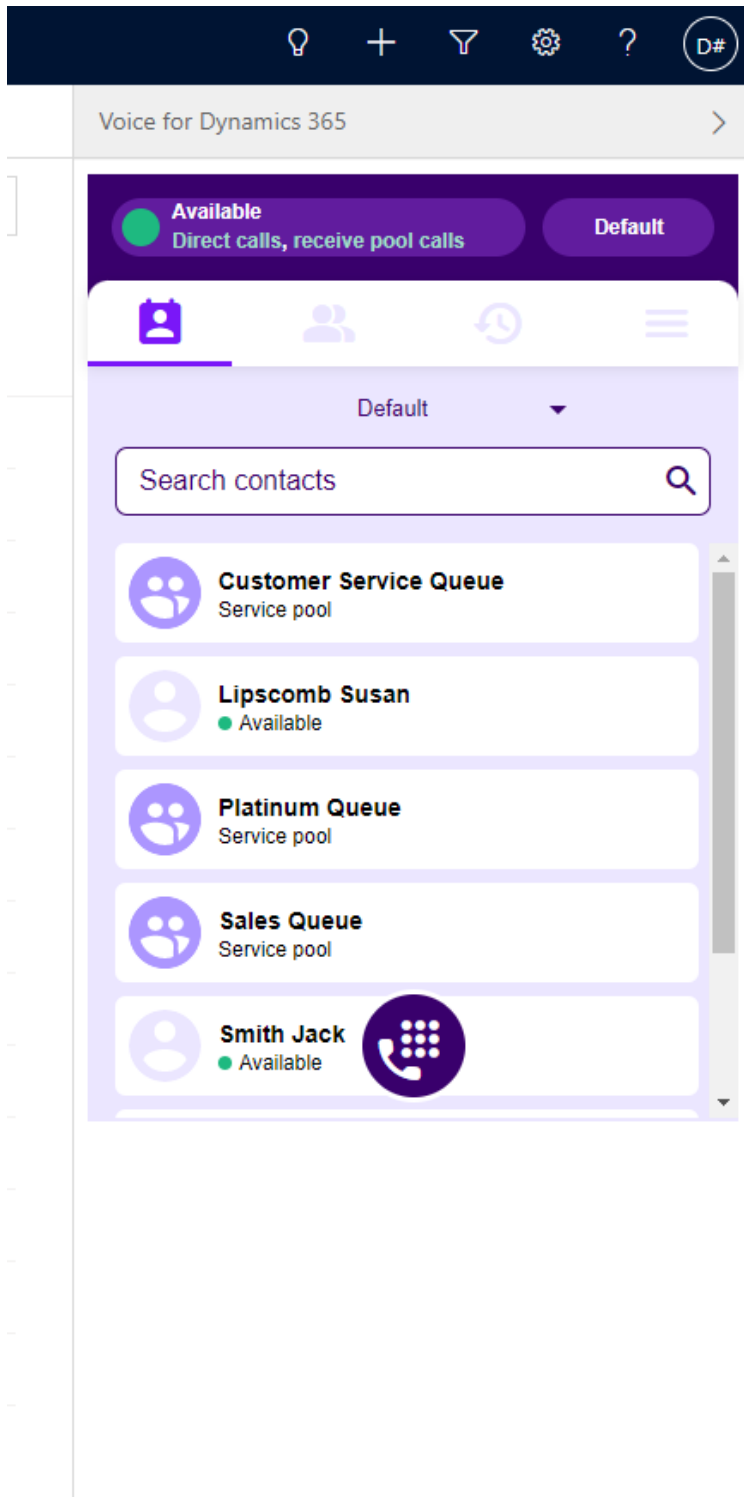 ?
D#
Voice for Dynamics 365
Available
Direct calls, receive pool calls
Default
Default
Search contacts
Customer Service Queue
Service pool
Lipscomb Susan
Available
Platinum Queue
Service pool
Sales Queue
Service pool
Smith Jack
Available